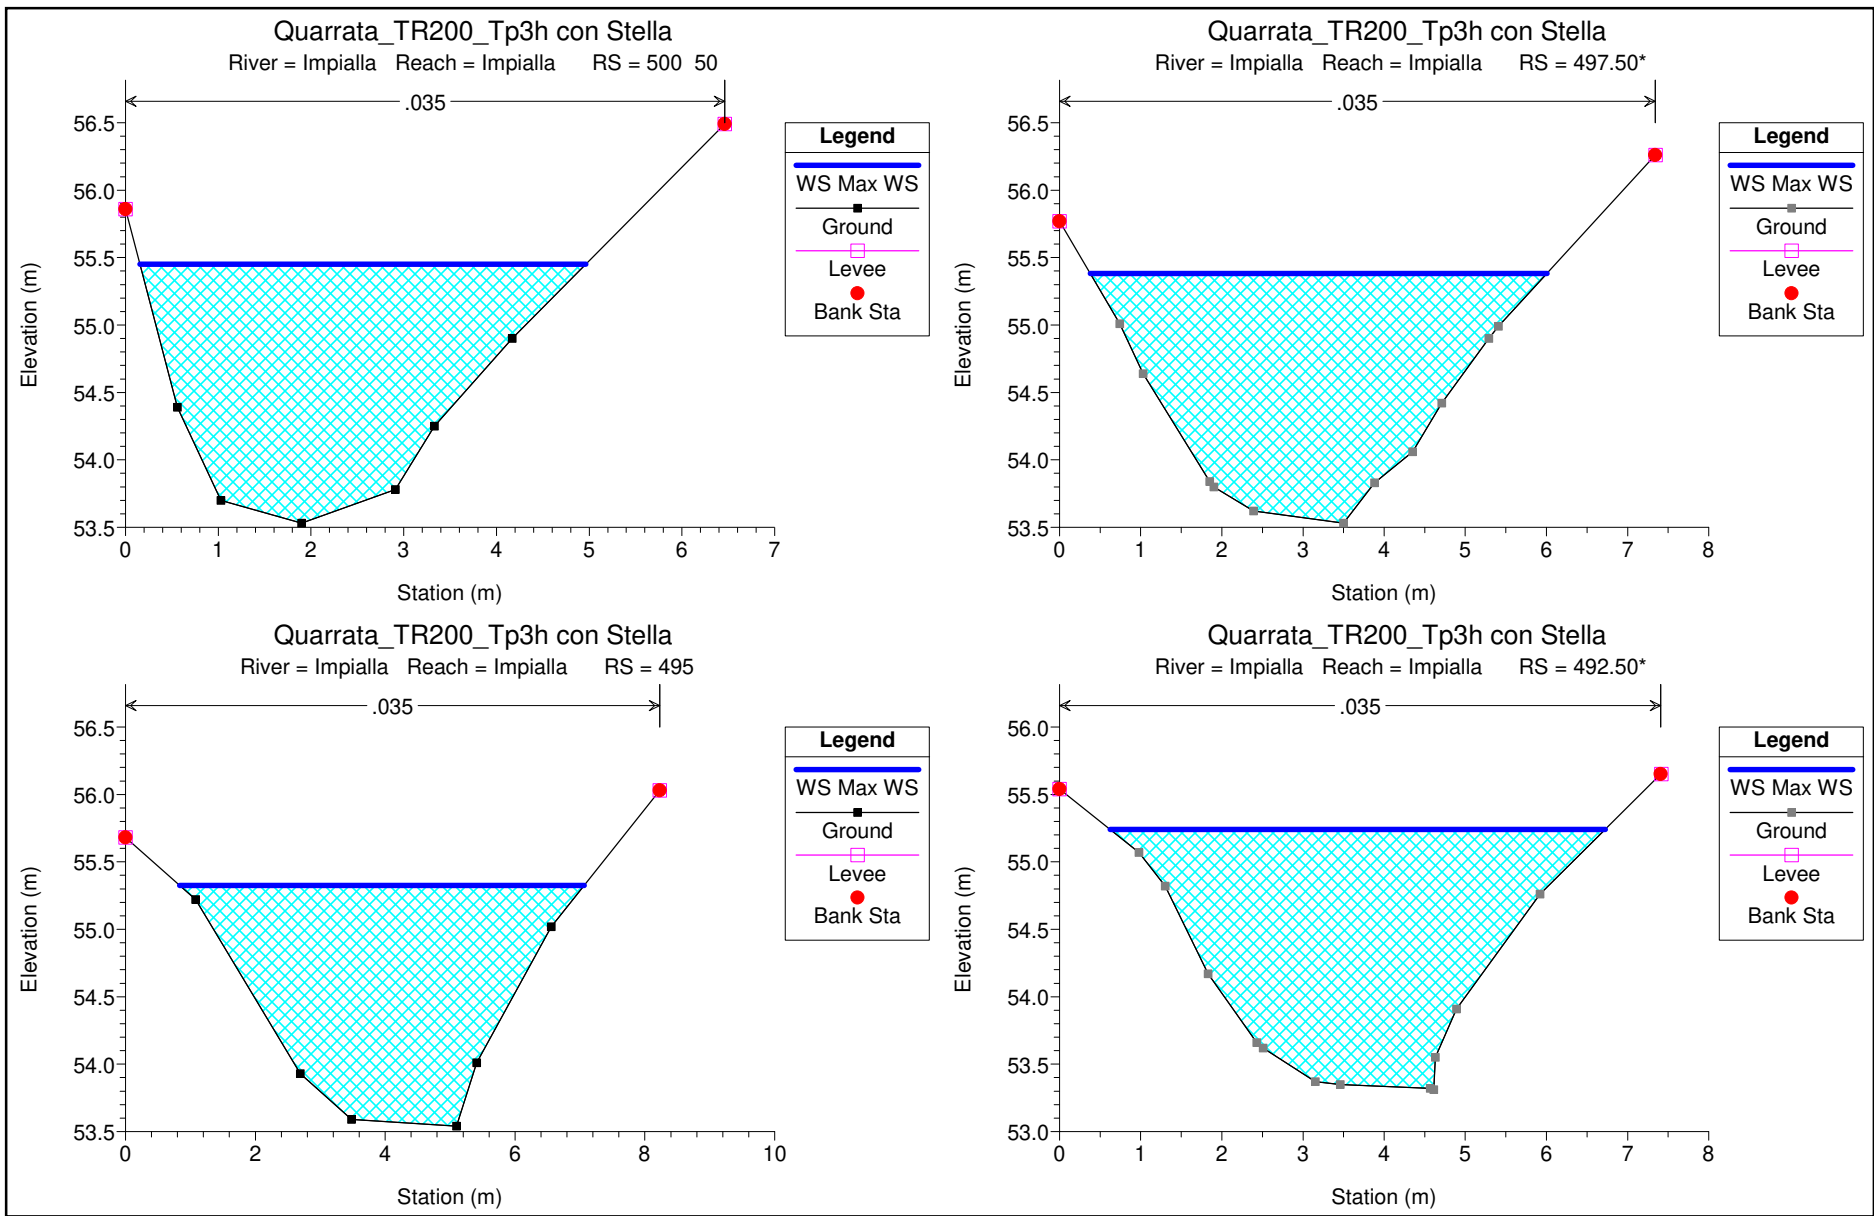 Quarrata_TR200_Tp3h con Stella
River = Impialla Reach = Impialla RS = 500 50
.035
56.5
56.0
55.5
55.0
54.5
54.0
53.5
0 1 2 3 4 5 6 7
Station (m)
Elevation (m)
Legend
WS Max WS
Ground
Levee
Bank Sta
Quarrata_TR200_Tp3h con Stella
River = Impialla Reach = Impialla RS = 497.50*
.035
56.5
56.0
55.5
55.0
54.5
54.0
53.5
0 1 2 3 4 5 6 7 8
Station (m)
Elevation (m)
Legend
WS Max WS
Ground
Levee
Bank Sta
Quarrata_TR200_Tp3h con Stella
River = Impialla Reach = Impialla RS = 495
.035
56.5
56.0
55.5
55.0
54.5
54.0
53.5
0 2 4 6 8 10
Station (m)
Elevation (m)
Legend
WS Max WS
Ground
Levee
Bank Sta
Quarrata_TR200_Tp3h con Stella
River = Impialla Reach = Impialla RS = 492.50*
.035
56.0
55.5
55.0
54.5
54.0
53.5
53.0
0 1 2 3 4 5 6 7 8
Station (m)
Elevation (m)
Legend
WS Max WS
Ground
Levee
Bank Sta